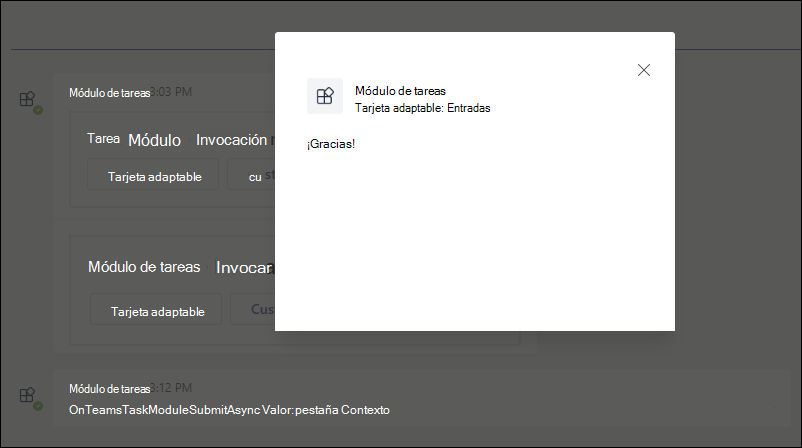 Módulo de tareas 3:03 PM
Tarea Módulo Invocación
Tarjeta adaptable cu st
Módulo de tareas Invocar
Tarjeta adaptable Cus
Módulo de tareas
Tarjeta adaptable: Entradas
¡Gracias!
Módulo de tareas 3:12 PM
OnTeamsTaskModuleSubmitAsync Valor: pestaña Contexto